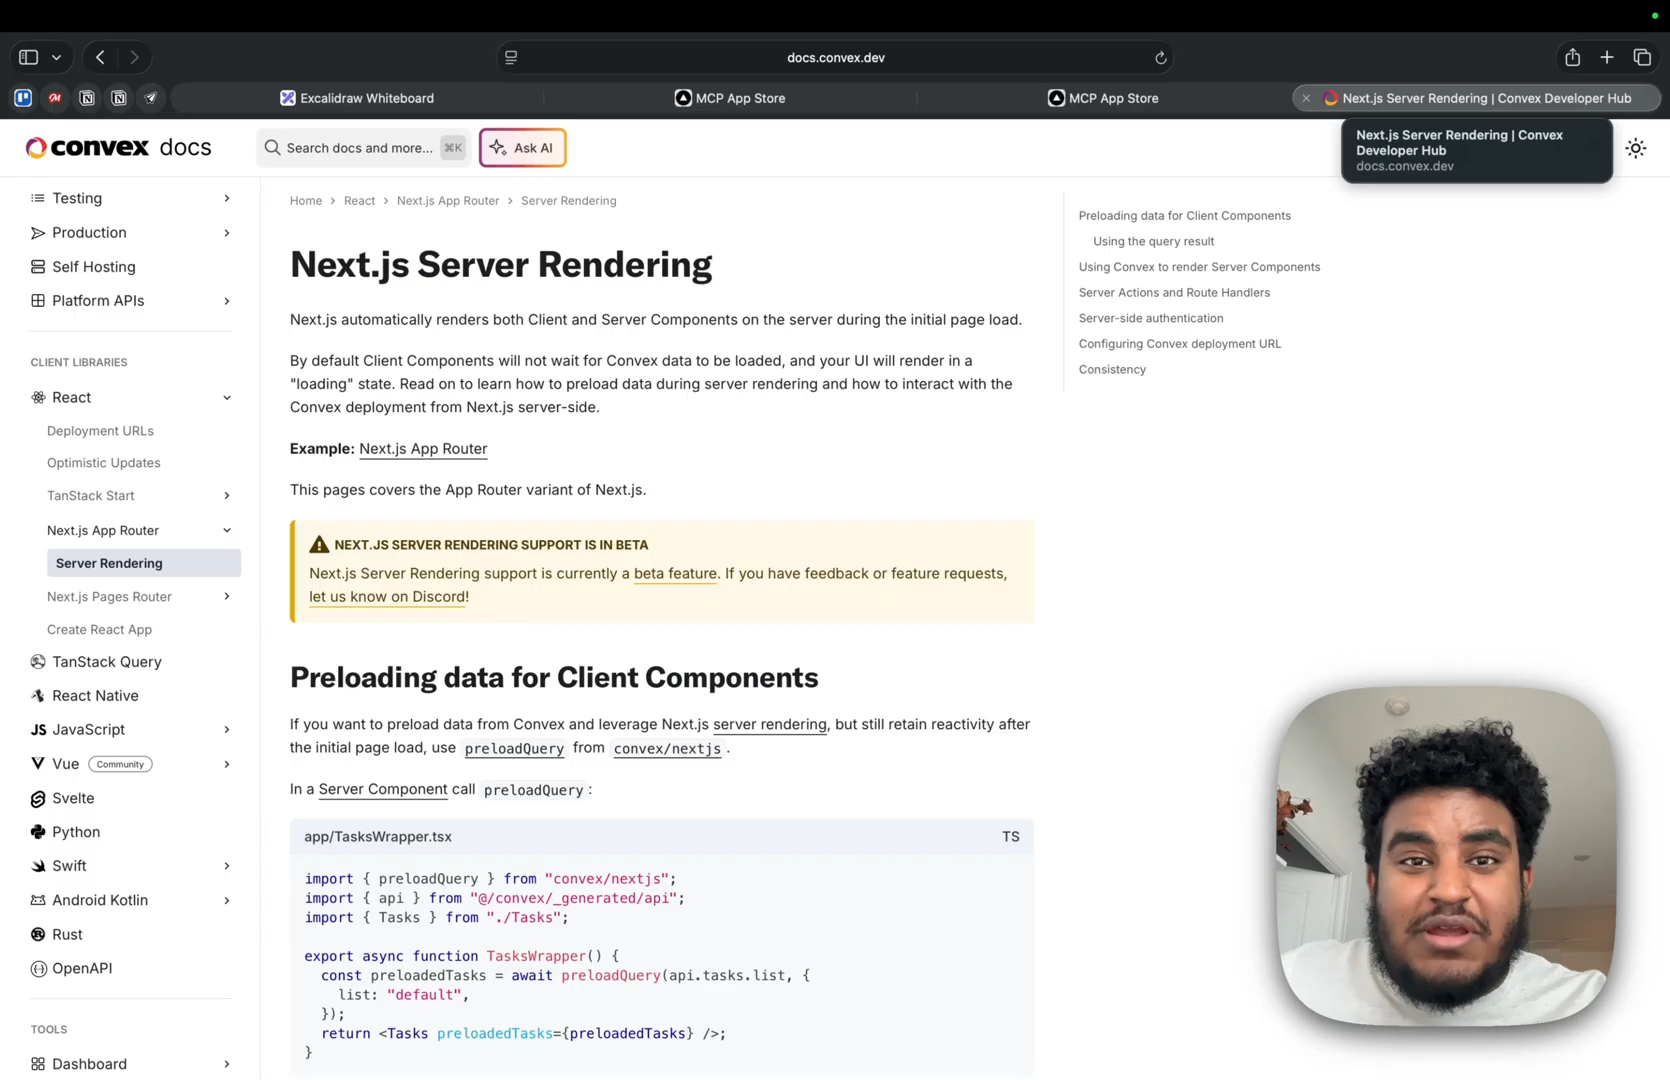 docs.convex.dev
Excalidraw Whiteboard
MCP App Store
MCP App Store
Next.js Server Rendering | Convex Developer Hub
Next.js Server Rendering | Convex
Developer Hub
docs.convex.dev
convex docs
Search docs and more... ⌘K
Ask AI
Testing
Production
Self Hosting
Platform APIs
CLIENT LIBRARIES
React
Deployment URLs
Optimistic Updates
TanStack Start
Next.js App Router
Server Rendering
Next.js Pages Router
Create React App
TanStack Query
React Native
JS JavaScript
Vue Community
Svelte
Python
Swift
Android Kotlin
Rust
OpenAPI
TOOLS
Dashboard
Home > React > Next.js App Router > Server Rendering
Next.js Server Rendering
Next.js automatically renders both Client and Server Components on the server during the initial page load.
By default Client Components will not wait for Convex data to be loaded, and your UI will render in a
"loading" state. Read on to learn how to preload data during server rendering and how to interact with the
Convex deployment from Next.js server-side.
Example: Next.js App Router
This pages covers the App Router variant of Next.js.
NEXT.JS SERVER RENDERING SUPPORT IS IN BETA
Next.js Server Rendering support is currently a beta feature. If you have feedback or feature requests,
let us know on Discord!
Preloading data for Client Components
If you want to preload data from Convex and leverage Next.js server rendering, but still retain reactivity after
the initial page load, use preloadQuery from convex/nextjs .
In a Server Component call preloadQuery :
app/TasksWrapper.tsx TS
import { preloadQuery } from "convex/nextjs";
import { api } from "@/convex/_generated/api";
import { Tasks } from "./Tasks";
export async function TasksWrapper() {
const preloadedTasks = await preloadQuery(api.tasks.list, {
list: "default",
});
return <Tasks preloadedTasks={preloadedTasks} />;
}
Preloading data for Client Components
Using the query result
Using Convex to render Server Components
Server Actions and Route Handlers
Server-side authentication
Configuring Convex deployment URL
Consistency